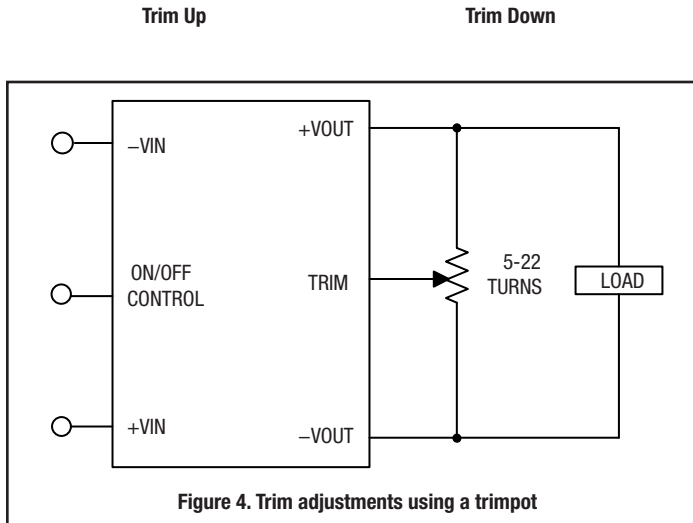 Trim Up
Trim Down
−VIN
+VOUT
ON/OFF
CONTROL
TRIM
5-22
TURNS
LOAD
+VIN
−VOUT
Figure 4. Trim adjustments using a trimpot